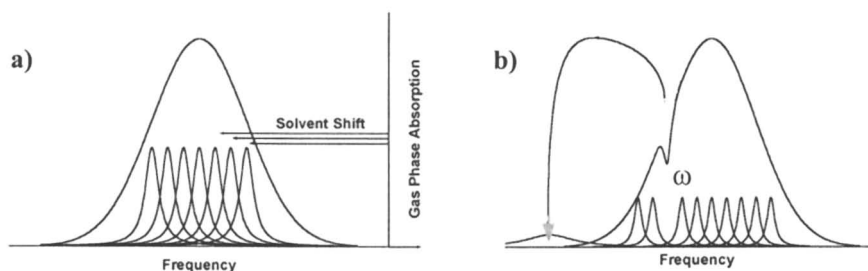 a)
Solvent Shift
Gas Phase Absorption
Frequency
b)
ω
Frequency